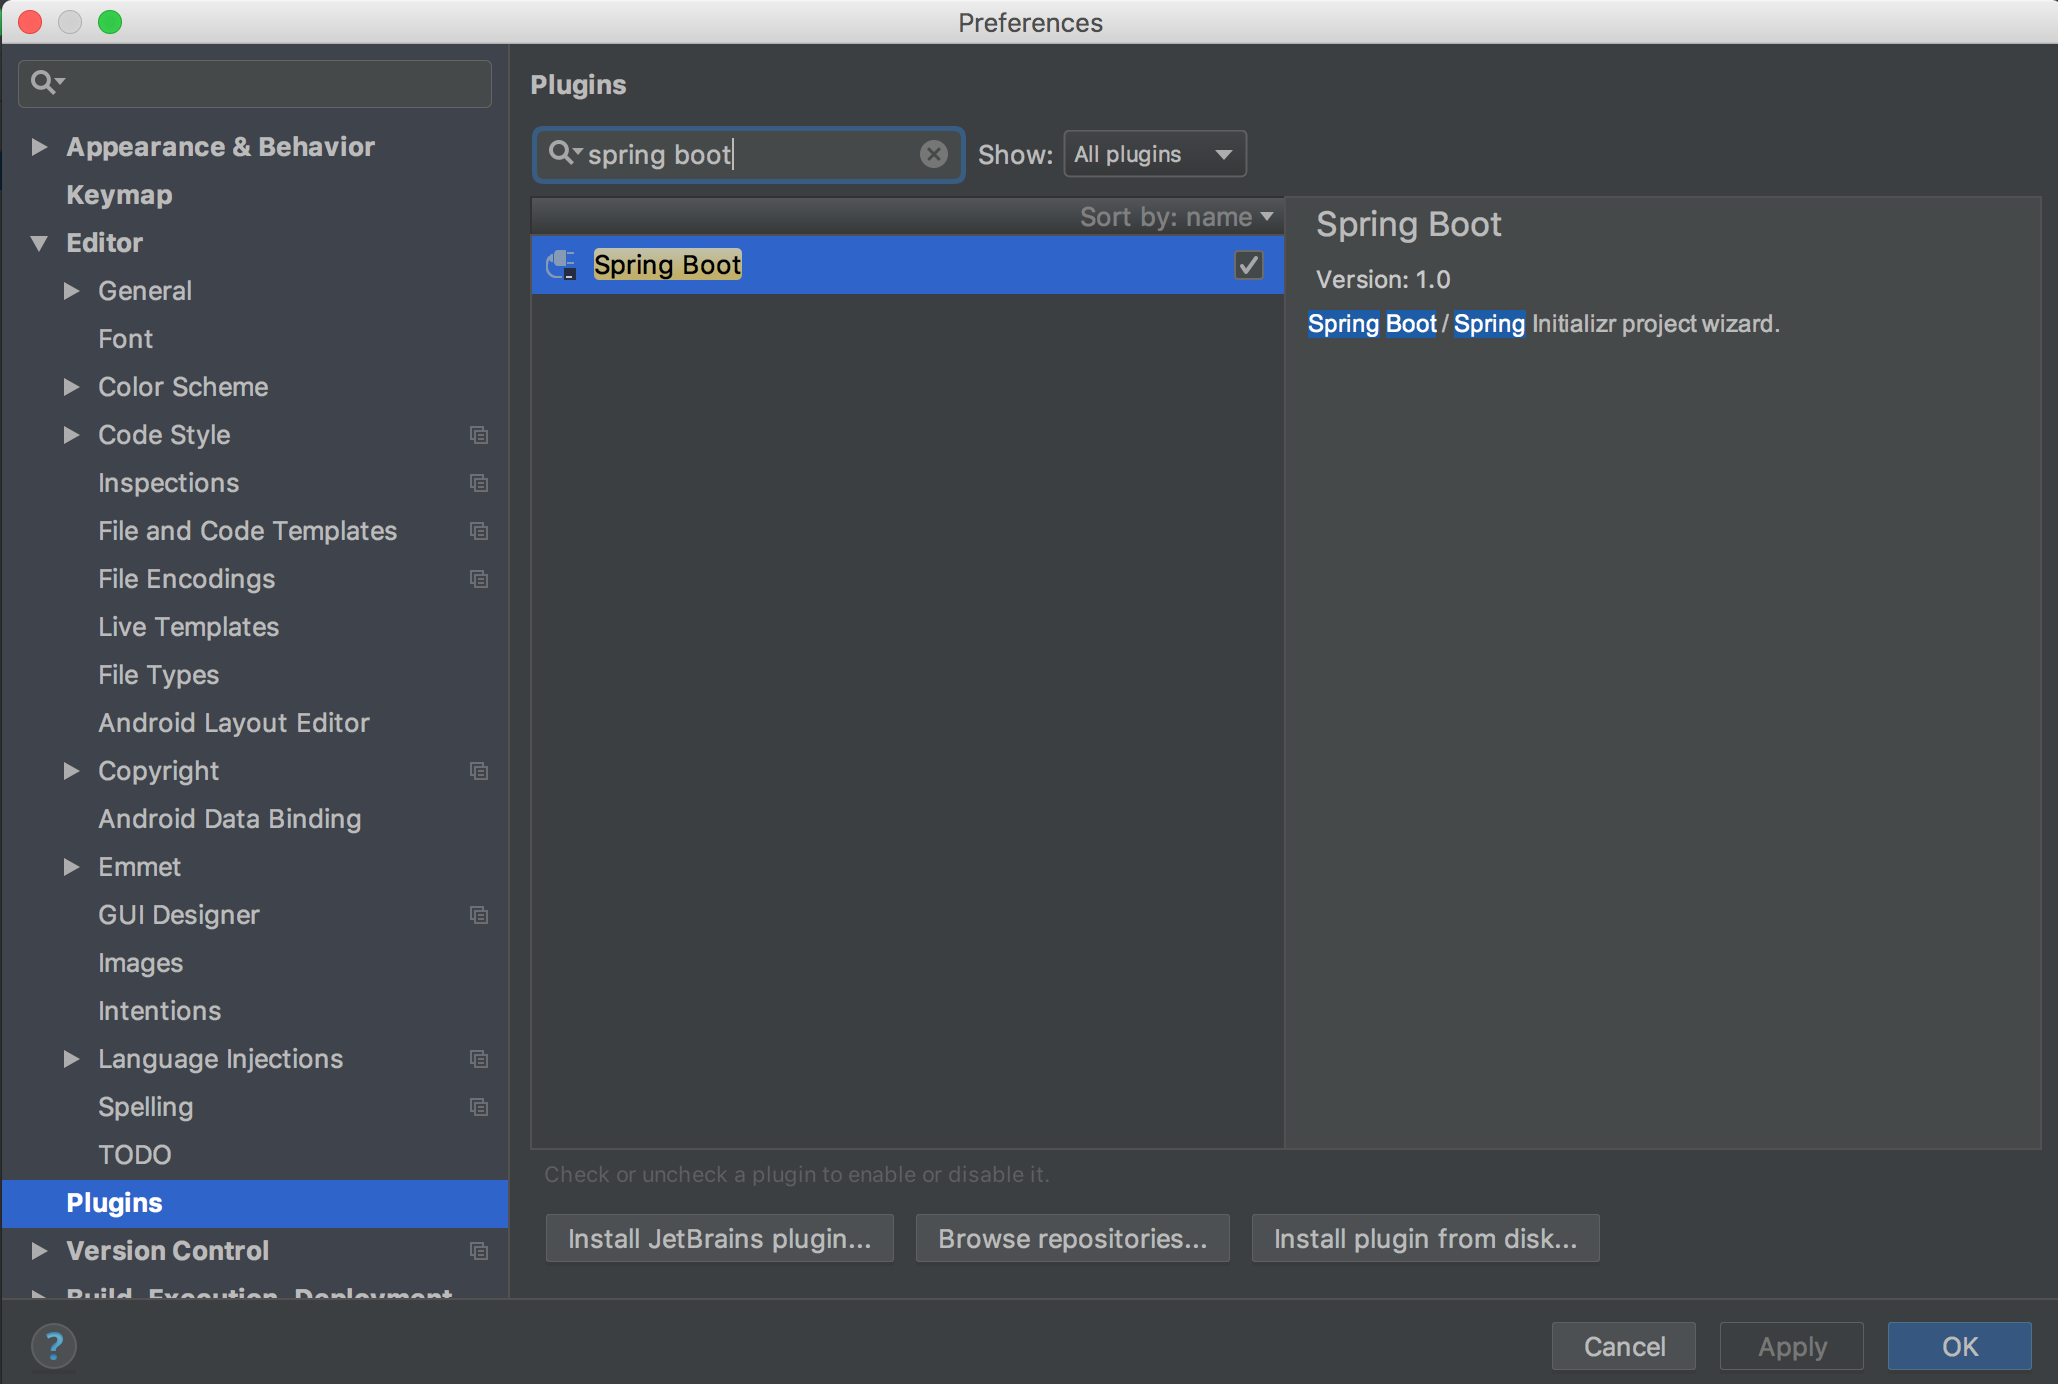 Preferences
Appearance & Behavior
Keymap
Editor
General
Font
Color Scheme
Code Style
Inspections
File and Code Templates
File Encodings
Live Templates
File Types
Android Layout Editor
Copyright
Android Data Binding
Emmet
GUI Designer
Images
Intentions
Language Injections
Spelling
TODO
Plugins
Version Control
Build, Execution, Deployment
Plugins
spring boot
Show: All plugins
Sort by: name
Spring Boot
Spring Boot
Version: 1.0
Spring Boot / Spring Initializr project wizard.
Check or uncheck a plugin to enable or disable it.
Install JetBrains plugin...
Browse repositories...
Install plugin from disk...
?
Cancel
Apply
OK